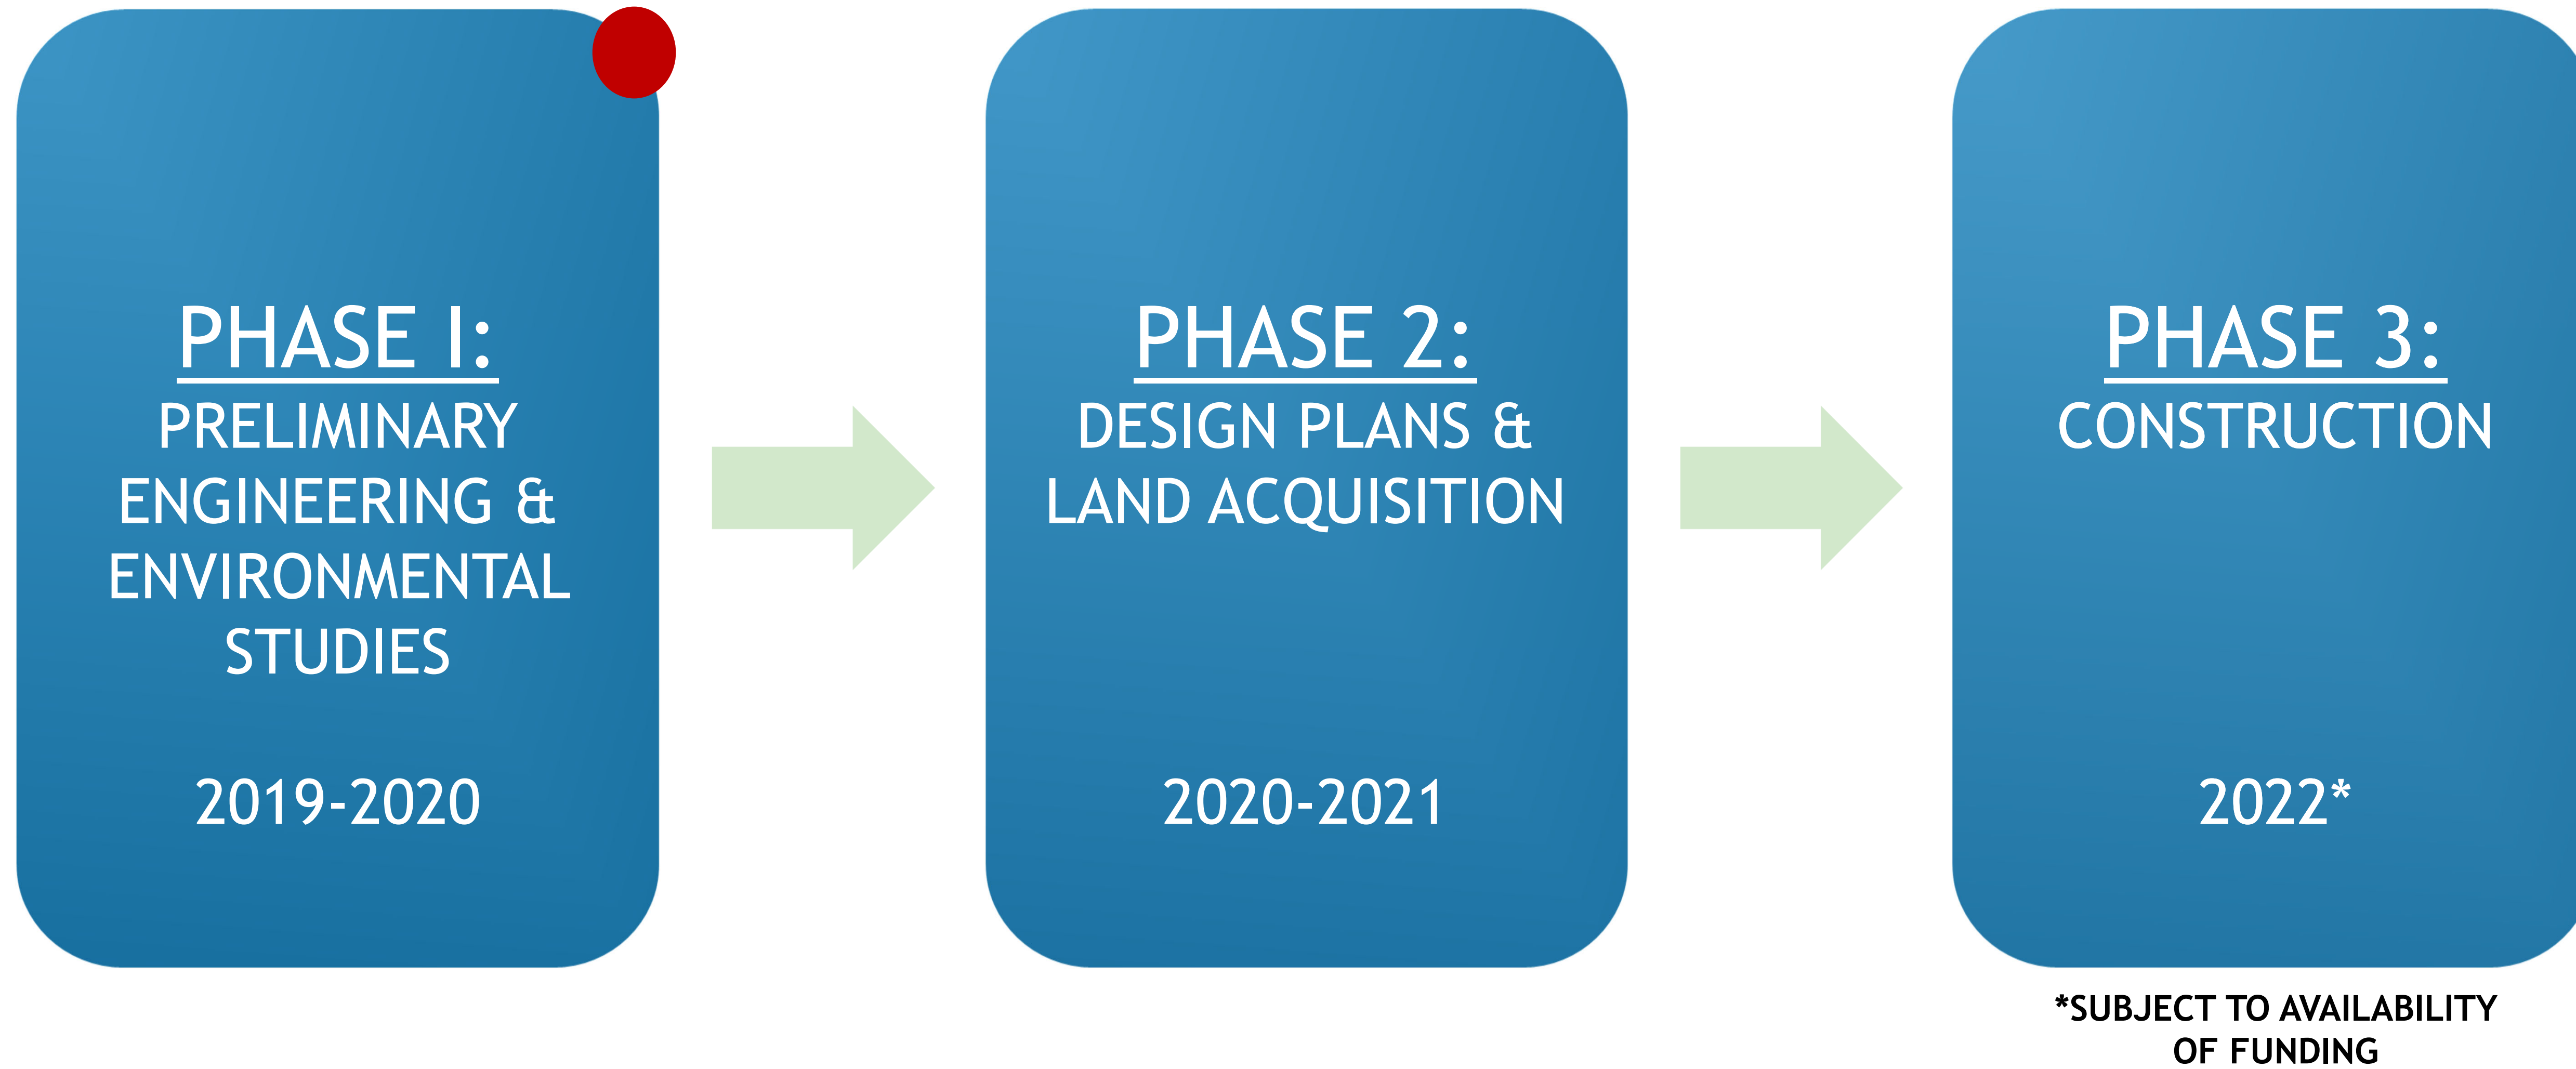 PHASE I:
PRELIMINARY
ENGINEERING &
ENVIRONMENTAL
STUDIES
2019-2020
PHASE 2:
DESIGN PLANS &
LAND ACQUISITION
2020-2021
PHASE 3:
CONSTRUCTION
2022*
*SUBJECT TO AVAILABILITY
OF FUNDING